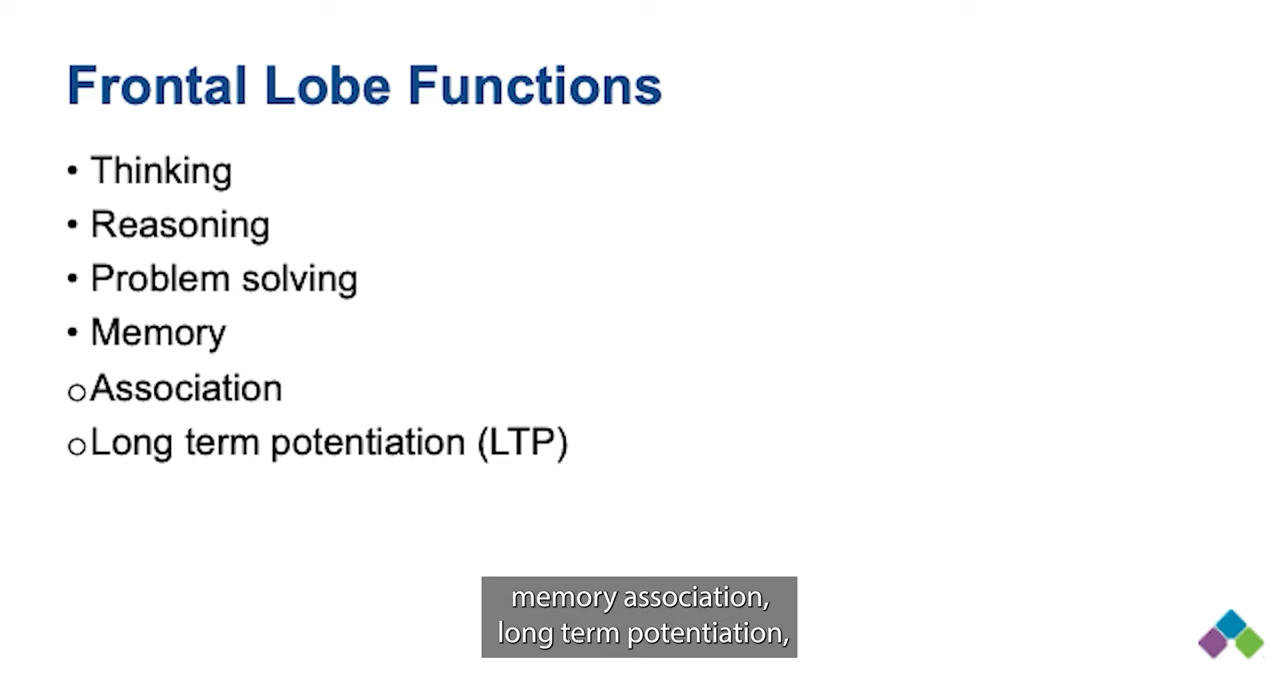 Frontal Lobe Functions
• Thinking
• Reasoning
• Problem solving
• Memory
○Association
○Long term potentiation (LTP)
memory association,
long term potentiation,